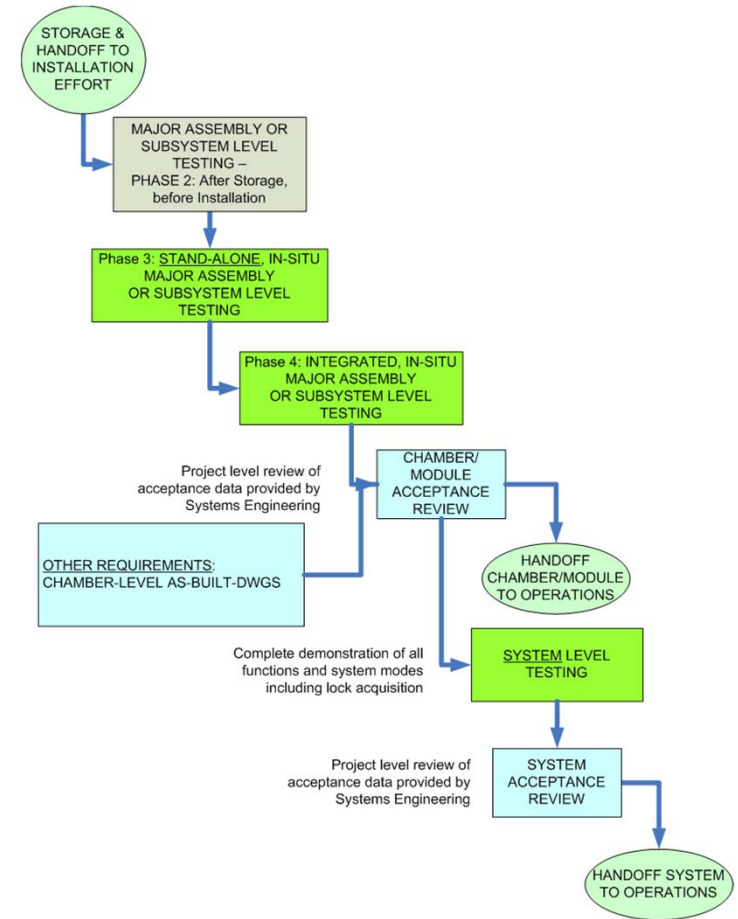 STORAGE &
HANDOFF TO
INSTALLATION
EFFORT
MAJOR ASSEMBLY OR
SUBSYSTEM LEVEL
TESTING –
PHASE 2: After Storage,
before Installation
Phase 3: STAND-ALONE, IN-SITU
MAJOR ASSEMBLY
OR SUBSYSTEM LEVEL
TESTING
Phase 4: INTEGRATED, IN-SITU
MAJOR ASSEMBLY
OR SUBSYSTEM LEVEL
TESTING
Project level review of
acceptance data provided by
Systems Engineering
CHAMBER/
MODULE
ACCEPTANCE
REVIEW
OTHER REQUIREMENTS:
CHAMBER-LEVEL AS-BUILT-DWGS
HANDOFF
CHAMBER/MODULE
TO OPERATIONS
Complete demonstration of all
functions and system modes
including lock acquisition
SYSTEM LEVEL
TESTING
Project level review of
acceptance data provided by
Systems Engineering
SYSTEM
ACCEPTANCE
REVIEW
HANDOFF SYSTEM
TO OPERATIONS